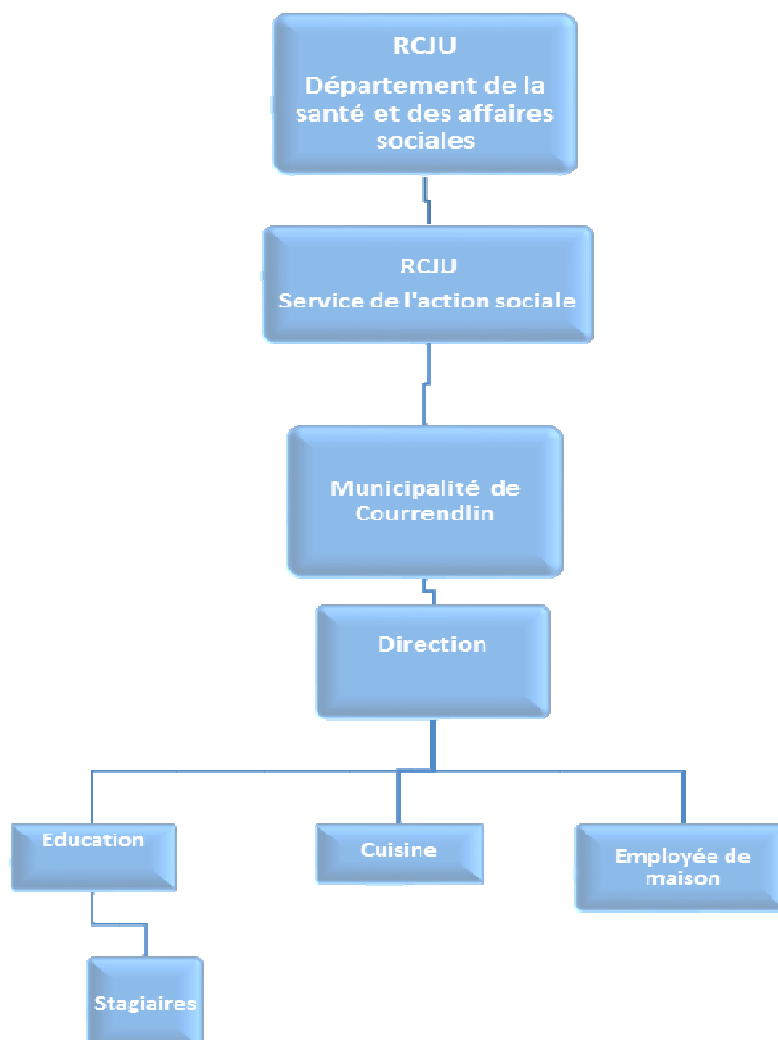 RCJU
Département de la
santé et des affaires
sociales
RCJU
Service de l'action sociale
Municipalité de
Courrendlin
Direction
Education
Cuisine
Employée de
maison
Stagiaires